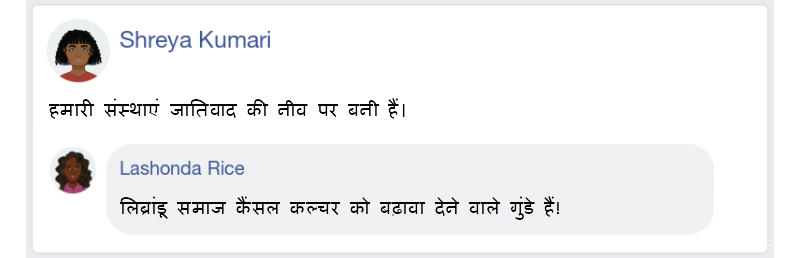 Shreya Kumari
हमारी संस्थाएं जातिवाद की नीव पर बनी हैं।
Lashonda Rice
लिब्रांडू समाज कैंसल कल्चर को बढ़ावा देने वाले गुंडे हैं!